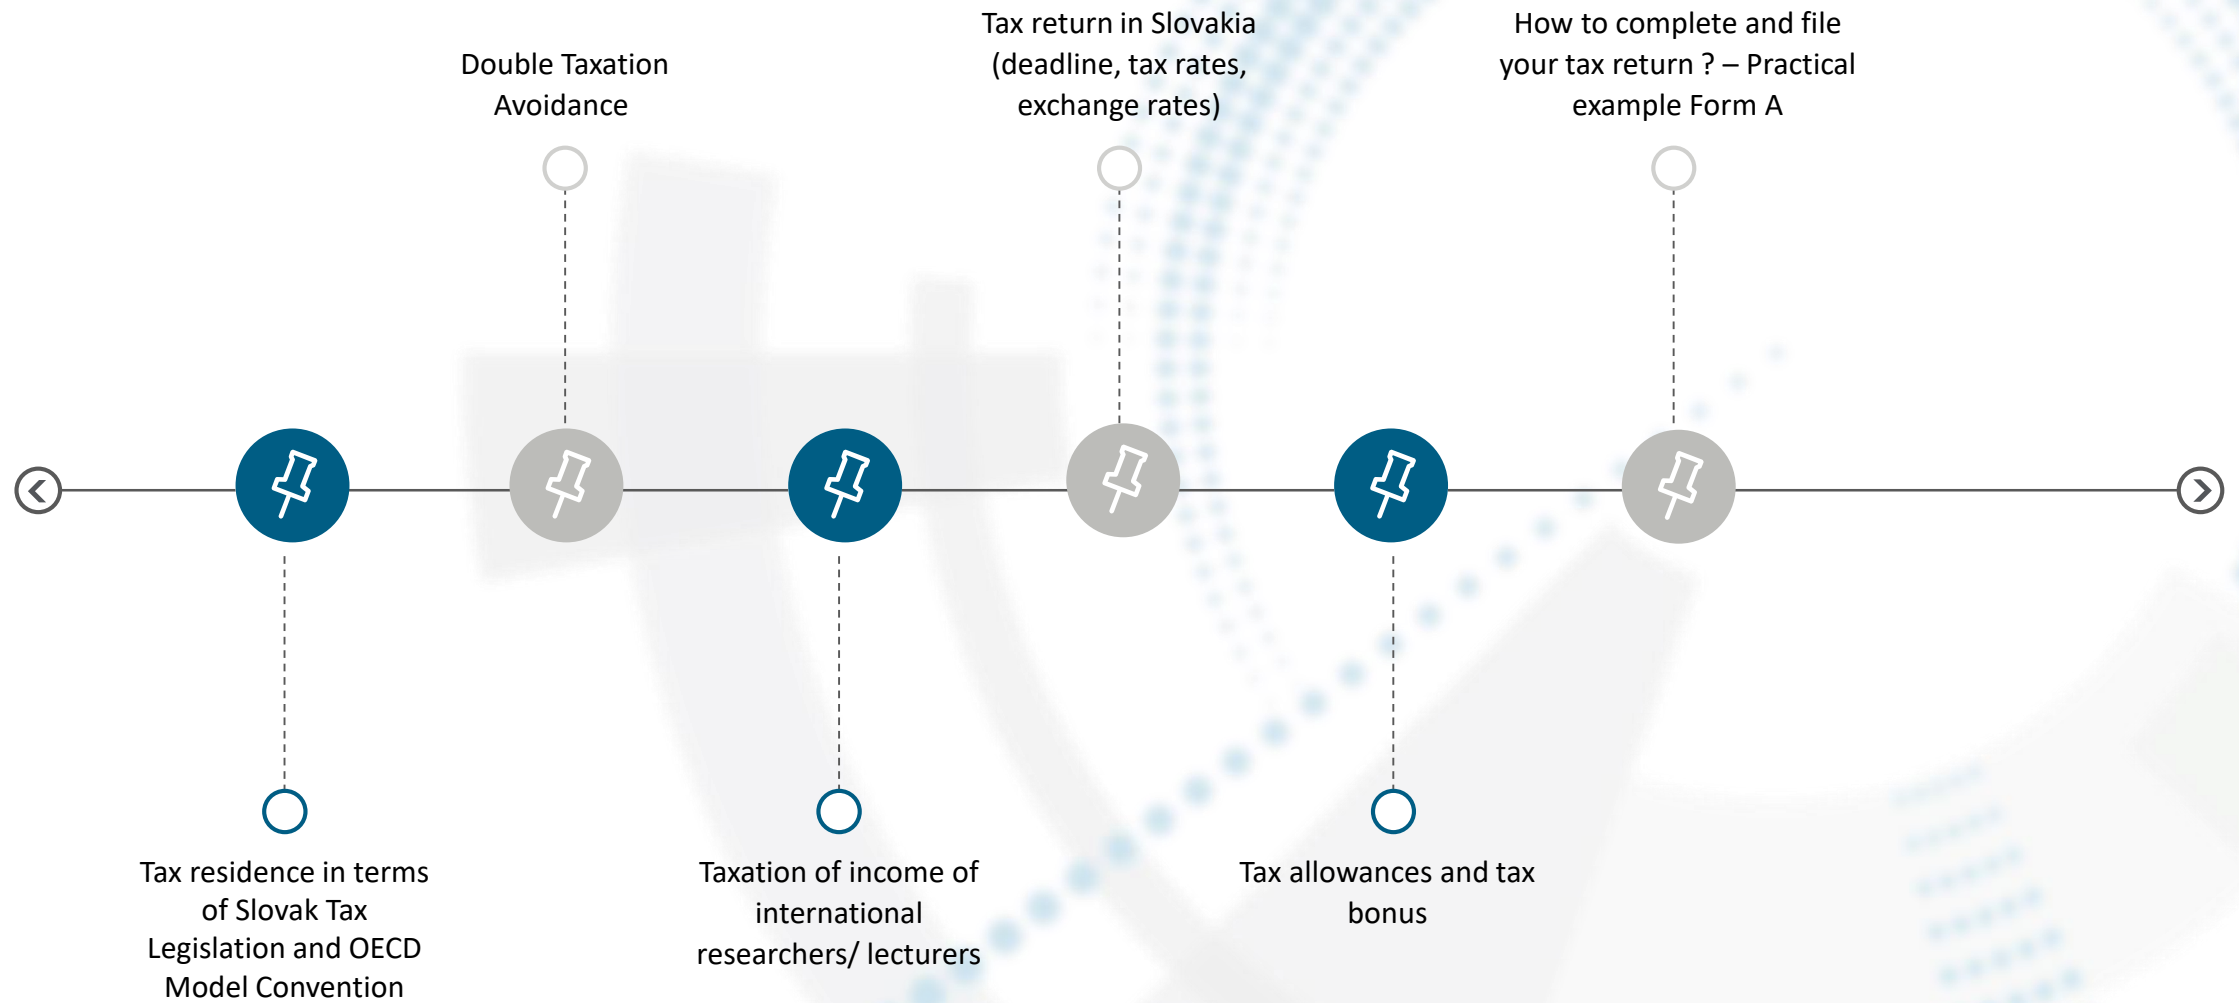 Double Taxation
Avoidance
Tax return in Slovakia
(deadline, tax rates,
exchange rates)
How to complete and file
your tax return ? – Practical
example Form A
Tax residence in terms
of Slovak Tax
Legislation and OECD
Model Convention
Taxation of income of
international
researchers/ lecturers
Tax allowances and tax
bonus